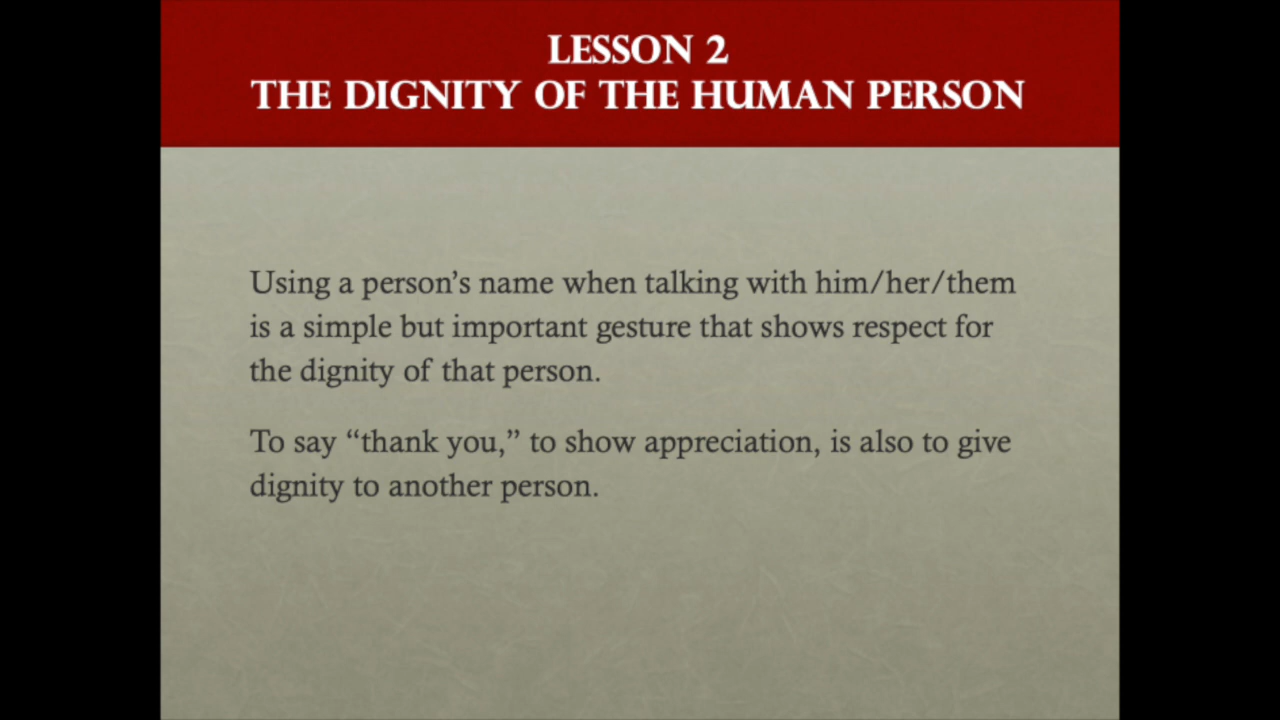 LESSON 2
THE DIGNITY OF THE HUMAN PERSON
Using a person’s name when talking with him/her/them
is a simple but important gesture that shows respect for
the dignity of that person.
To say “thank you,” to show appreciation, is also to give
dignity to another person.